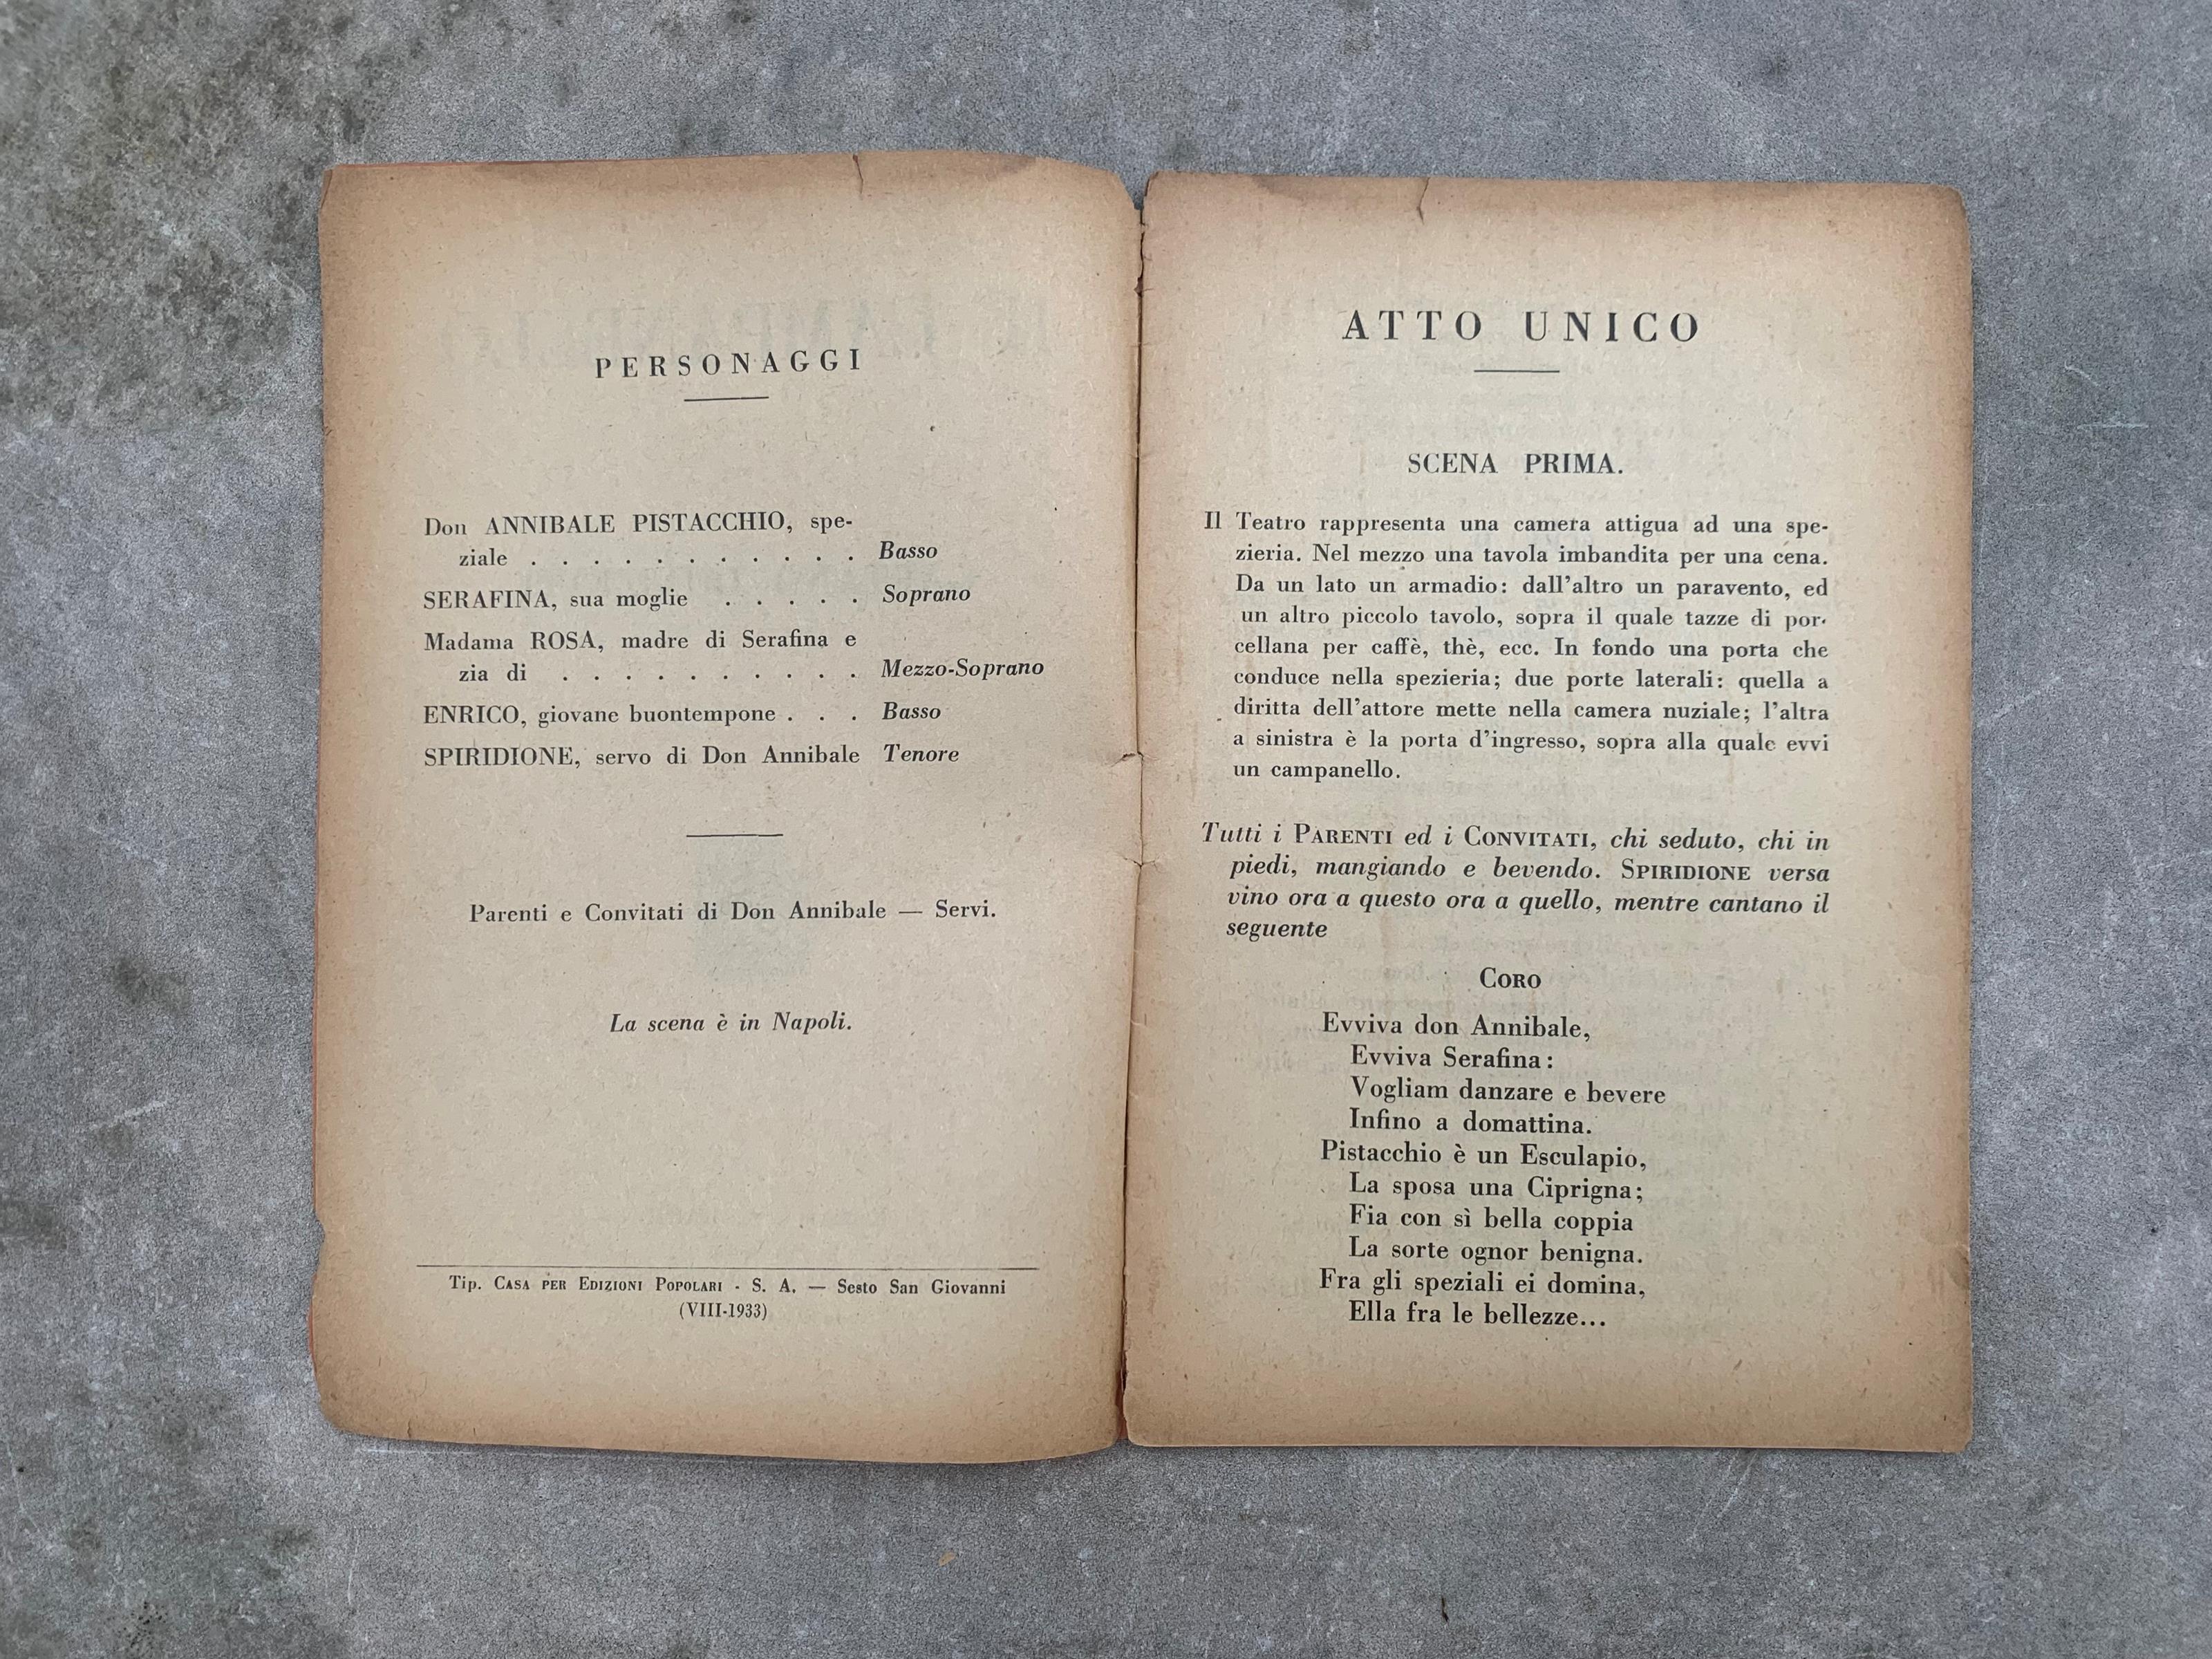 PERSONAGGI
Don ANNIBALE PISTACCHIO, spe-
ziale . . . . . . . . . . . Basso
SERAFINA, sua moglie . . . . . Soprano
Madama ROSA, madre di Serafina e
zia di . . . . . . . . . . Mezzo-Soprano
ENRICO, giovane buontempone . . . Basso
SPIRIDIONE, servo di Don Annibale Tenore
Parenti e Convitati di Don Annibale — Servi.
La scena è in Napoli.
Tip. CASA PER EDIZIONI POPOLARI - S. A. — Sesto San Giovanni
(VIII-1933)
ATTO UNICO
SCENA PRIMA.
Il Teatro rappresenta una camera attigua ad una spe-
zieria. Nel mezzo una tavola imbandita per una cena.
Da un lato un armadio: dall'altro un paravento, ed
un altro piccolo tavolo, sopra il quale tazze di por-
cellana per caffè, thè, ecc. In fondo una porta che
conduce nella spezieria; due porte laterali: quella a
diritta dell'attore mette nella camera nuziale; l'altra
a sinistra è la porta d'ingresso, sopra alla quale evvi
un campanello.
Tutti i PARENTI ed i CONVITATI, chi seduto, chi in
piedi, mangiando e bevendo. SPIRIDIONE versa
vino ora a questo ora a quello, mentre cantano il
seguente
CORO
Evviva don Annibale,
Evviva Serafina:
Vogliam danzare e bevere
Infino a domattina.
Pistacchio è un Esculapio,
La sposa una Ciprigna;
Fia con sì bella coppia
La sorte ognor benigna.
Fra gli speziali ei domina,
Ella fra le bellezze...